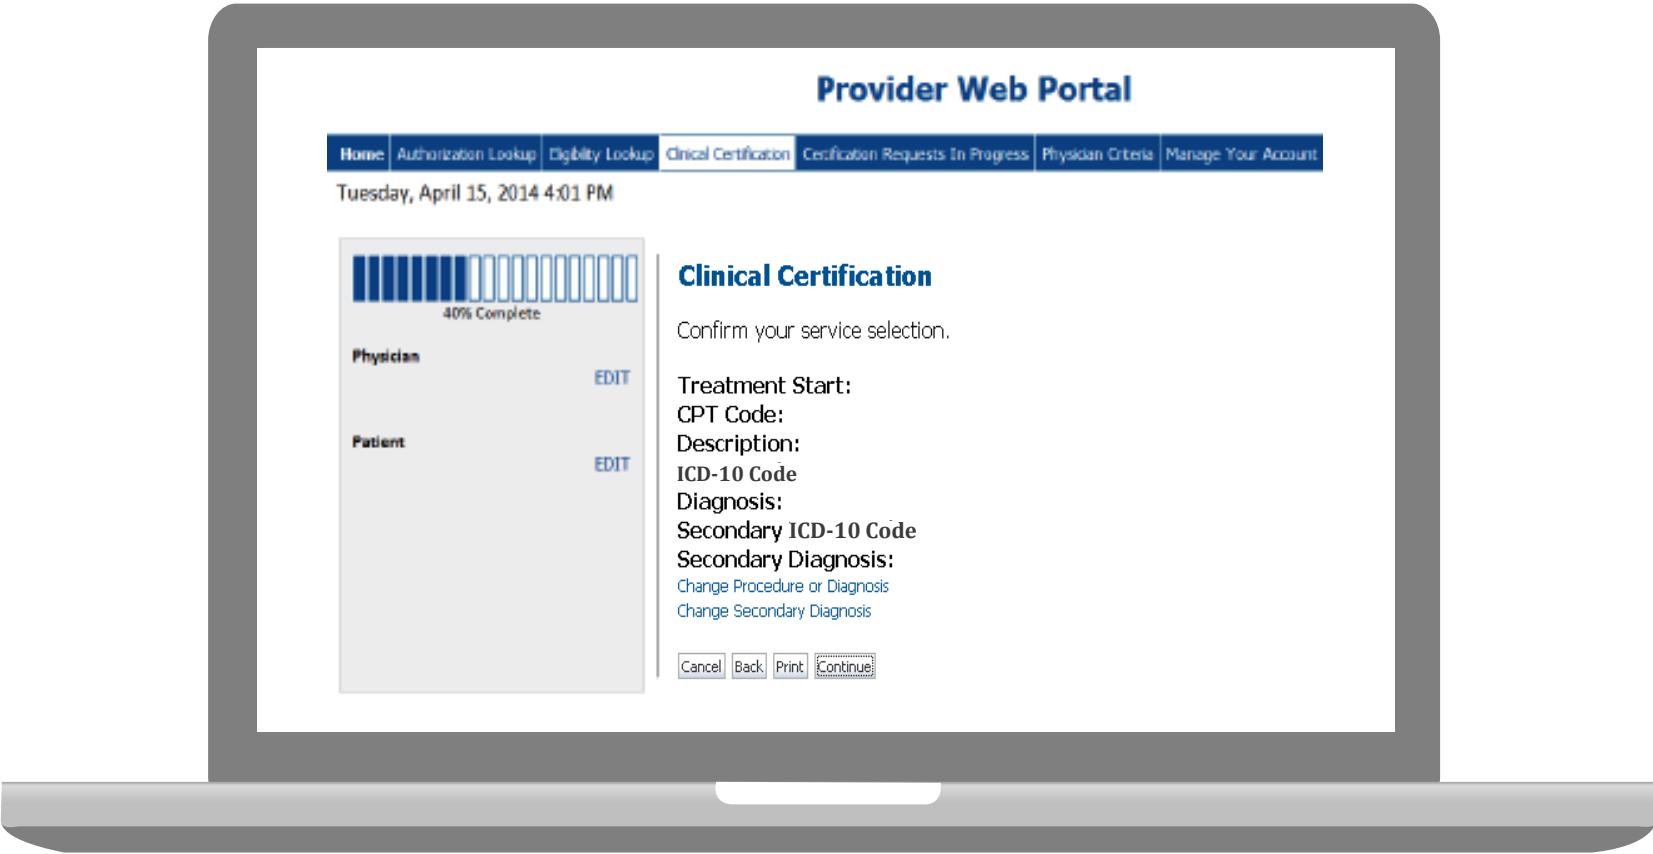 Provider Web Portal
Home Authorization Lookup Eligibility Lookup Clinical Certification Certification Requests In Progress Physician Criteria Manage Your Account
Tuesday, April 15, 2014 4:01 PM
40% Complete
Physician
EDIT
Patient
EDIT
Clinical Certification
Confirm your service selection.
Treatment Start:
CPT Code:
Description:
ICD-10 Code
Diagnosis:
Secondary ICD-10 Code
Secondary Diagnosis:
Change Procedure or Diagnosis
Change Secondary Diagnosis
Cancel Back Print Continue